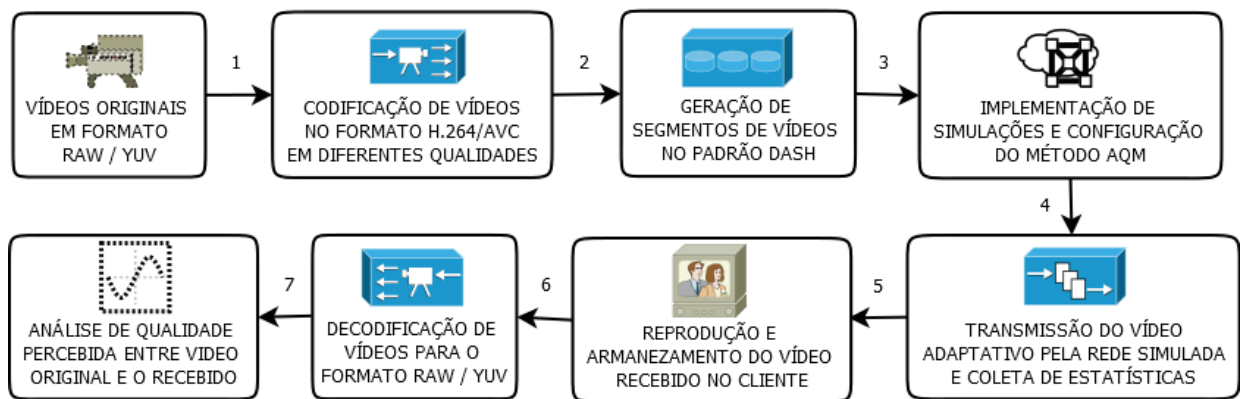 VÍDEOS ORIGINAIS
EM FORMATO
RAW / YUV
1
CODIFICAÇÃO DE VÍDEOS
NO FORMATO H.264/AVC
EM DIFERENTES QUALIDADES
2
GERAÇÃO DE
SEGMENTOS DE VÍDEOS
NO PADRÃO DASH
3
IMPLEMENTAÇÃO DE
SIMULAÇÕES E CONFIGURAÇÃO
DO MÉTODO AQM
4
TRANSMISSÃO DO VÍDEO
ADAPTATIVO PELA REDE SIMULADA
E COLETA DE ESTATÍSTICAS
5
REPRODUÇÃO E
ARMANEZAMENTO DO VÍDEO
RECEBIDO NO CLIENTE
6
DECODIFICAÇÃO DE
VÍDEOS PARA O
FORMATO RAW / YUV
7
ANÁLISE DE QUALIDADE
PERCEBIDA ENTRE VIDEO
ORIGINAL E O RECEBIDO